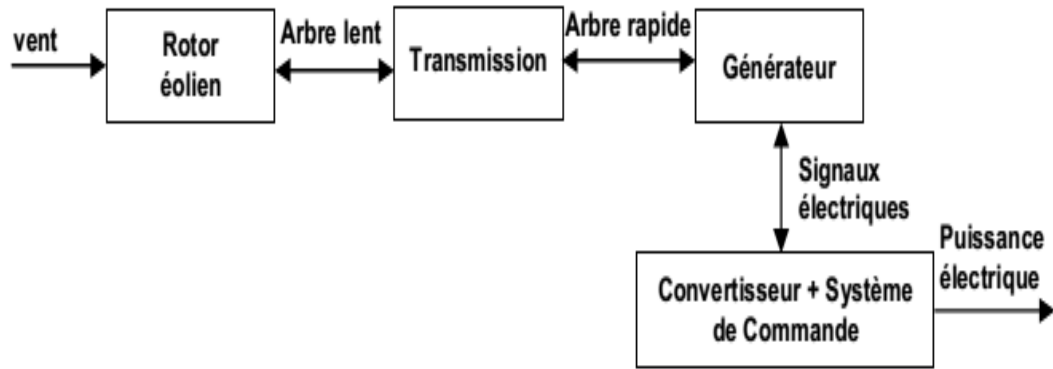 vent
Rotor
éolien
Arbre lent
Transmission
Arbre rapide
Générateur
Signaux
électriques
Convertisseur + Système
de Commande
Puissance
électrique